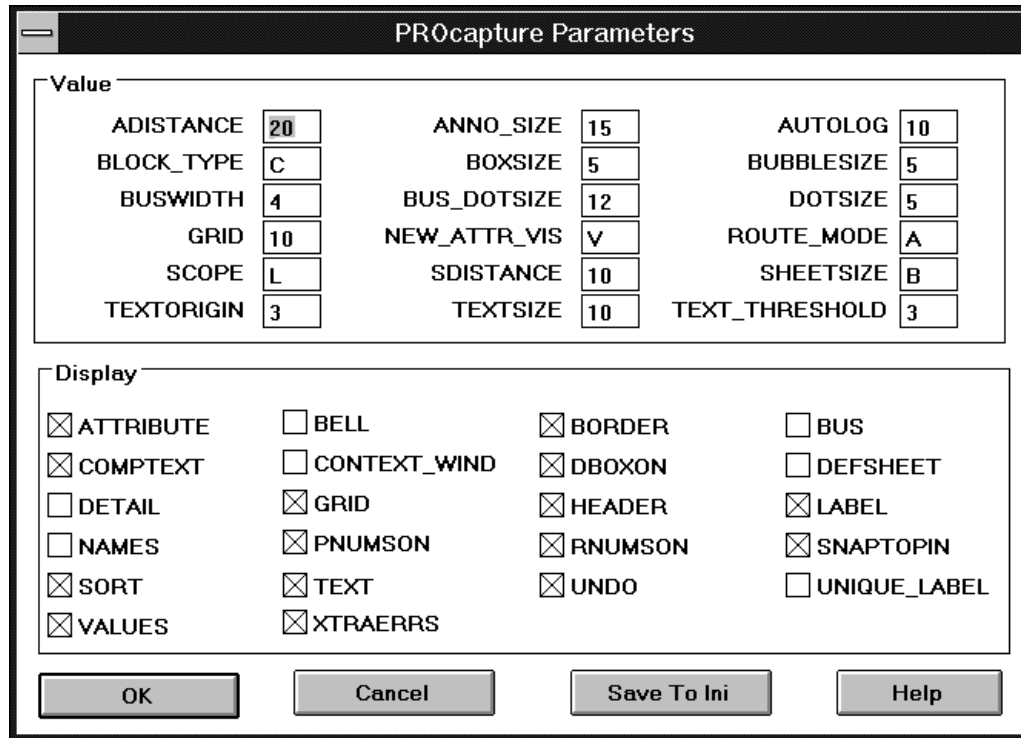 PROcapture Parameters
Value
ADISTANCE 20 ANNO_SIZE 15 AUTOLOG 10
BLOCK_TYPE C BOXSIZE 5 BUBBLESIZE 5
BUSWIDTH 4 BUS_DOTSIZE 12 DOTSIZE 5
GRID 10 NEW_ATTR_VIS V ROUTE_MODE A
SCOPE L SDISTANCE 10 SHEETSIZE B
TEXTORIGIN 3 TEXTSIZE 10 TEXT_THRESHOLD 3
Display
ATTRIBUTE BELL BORDER BUS
COMPTEXT CONTEXT_WIND DBOXON DEFSHEET
DETAIL GRID HEADER LABEL
NAMES PNUMSON RNUMSON SNAPTOPIN
SORT TEXT UNDO UNIQUE_LABEL
VALUES XTRAERRS
OK Cancel Save To Ini Help